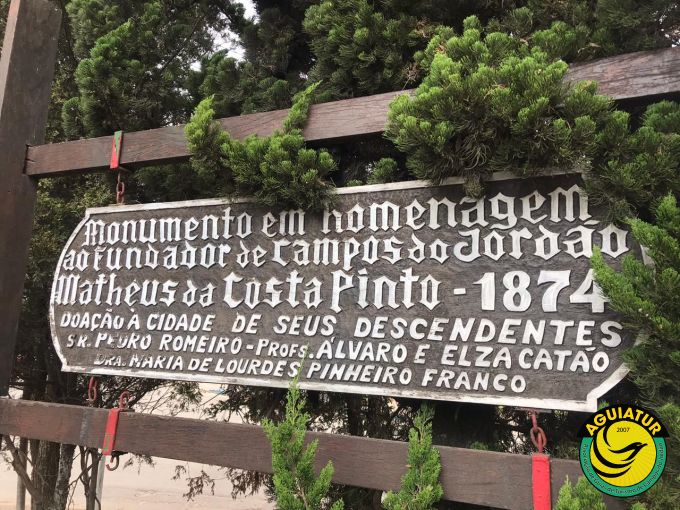 Monumento em homenagem
ao fundador de Campos do Jordão
Matheus da Costa Pinto - 1874
DOAÇÃO À CIDADE DE SEUS DESCENDENTES
SR. PEDRO ROMEIRO - PROFS. ÁLVARO E ELZA CATÃO
DRA. MARIA DE LOURDES PINHEIRO FRANCO
AGUIATUR
2007